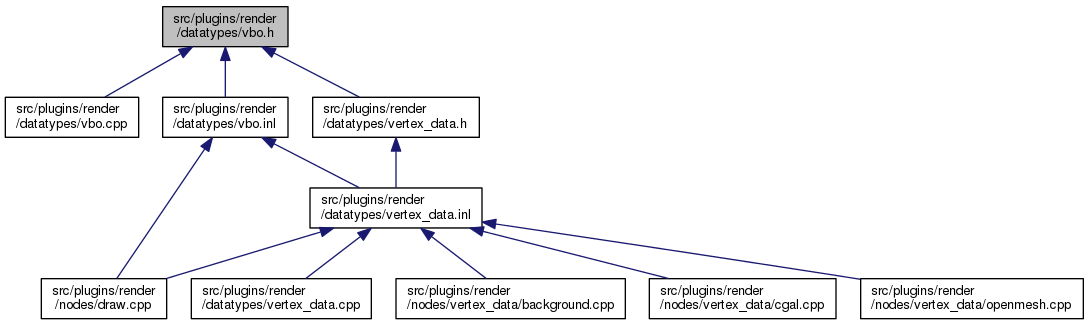 src/plugins/render
/datatypes/vbo.h
src/plugins/render
/datatypes/vbo.cpp
src/plugins/render
/datatypes/vbo.inl
src/plugins/render
/datatypes/vertex_data.h
src/plugins/render
/datatypes/vertex_data.inl
src/plugins/render
/nodes/draw.cpp
src/plugins/render
/datatypes/vertex_data.cpp
src/plugins/render
/nodes/vertex_data/background.cpp
src/plugins/render
/nodes/vertex_data/cgal.cpp
src/plugins/render
/nodes/vertex_data/openmesh.cpp